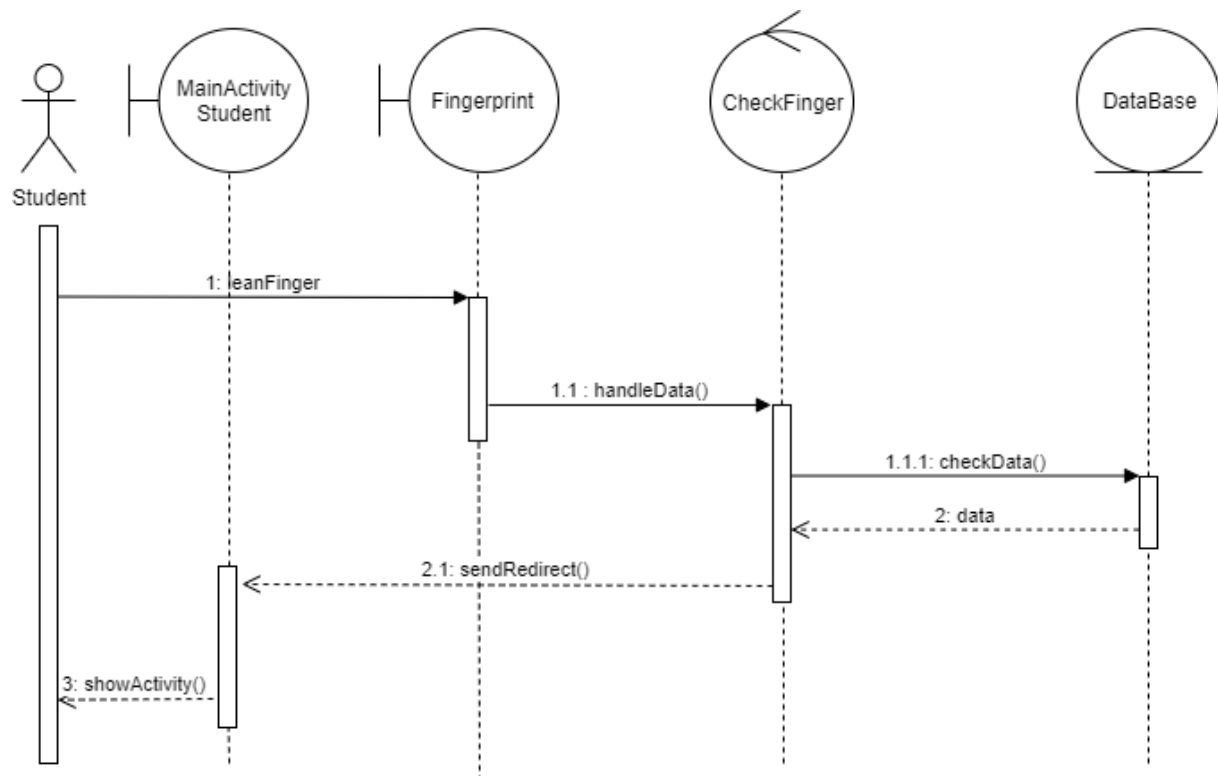 MainActivity
Student
Fingerprint
CheckFinger
DataBase
Student
1: leanFinger
1.1 : handleData()
1.1.1: checkData()
2: data
2.1: sendRedirect()
3: showActivity()